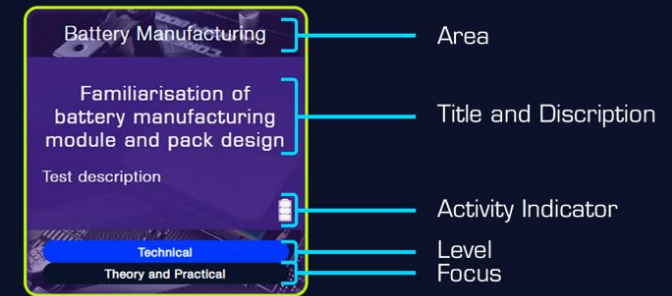 Battery Manufacturing
Area
Familiarisation of
battery manufacturing
module and pack design
Title and Discription
Test description
Activity Indicator
Technical
Level
Theory and Practical
Focus